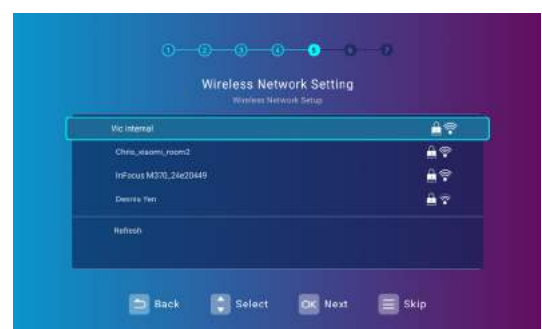 1 2 3 4 5 6 7
Wireless Network Setting
Wireless Network Setup
Vic internal
Chris_xiaomi_room2
InFocus M370_24e20449
Dennis Yen
Refresh
Back Select OK Next Skip